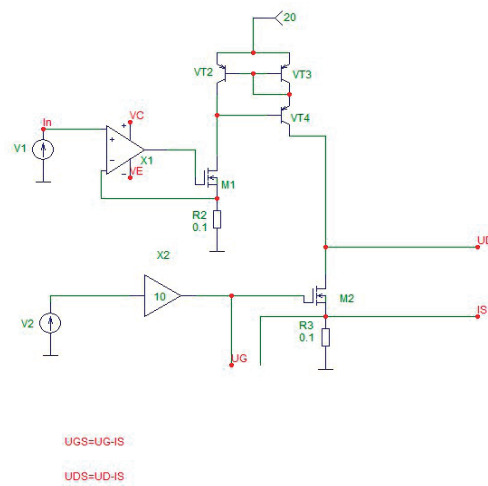 20
VT2
VT3
VT4
In
VC
V1
X1
VE
M1
R2
0.1
X2
UD
10
M2
V2
IS
R3
0.1
UG
UGS=UG-IS
UDS=UD-IS